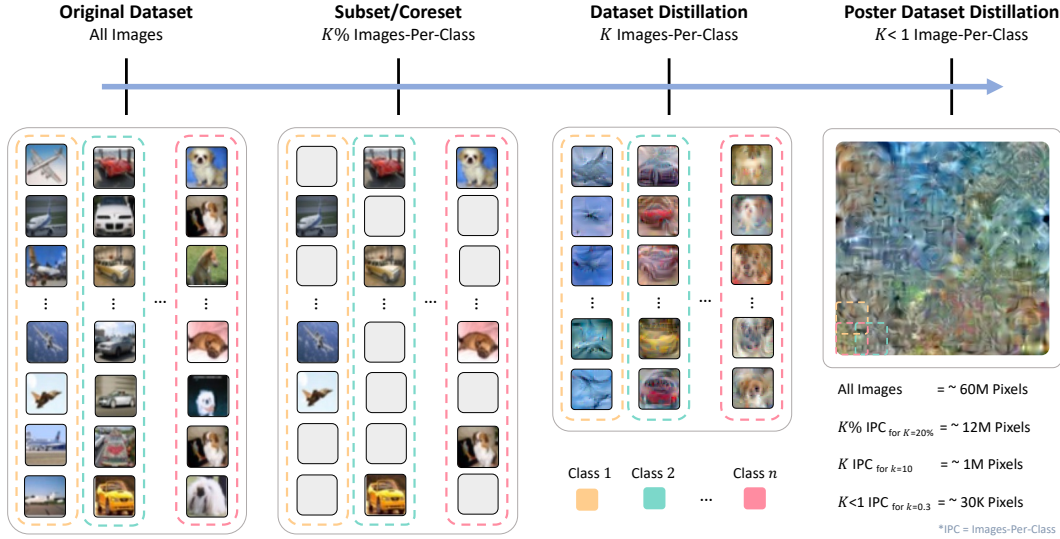 Original Dataset
All Images
Subset/Coreset
K% Images-Per-Class
Dataset Distillation
K Images-Per-Class
Poster Dataset Distillation
K< 1 Image-Per-Class
...
...
...
...
...
...
...
...
...
...
...
...
Class 1
Class 2
...
Class n
All Images = ~ 60M Pixels
K% IPC for K=20% = ~ 12M Pixels
K IPC for k=10 = ~ 1M Pixels
K<1 IPC for k=0.3 = ~ 30K Pixels
*IPC = Images-Per-Class